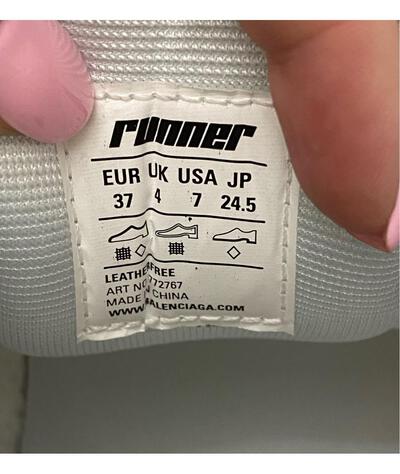 runner
EUR UK USA JP
37 4 7 24.5
LEATHER FREE
ART NO. 772767
MADE IN CHINA
WWW.BALENCIAGA.COM